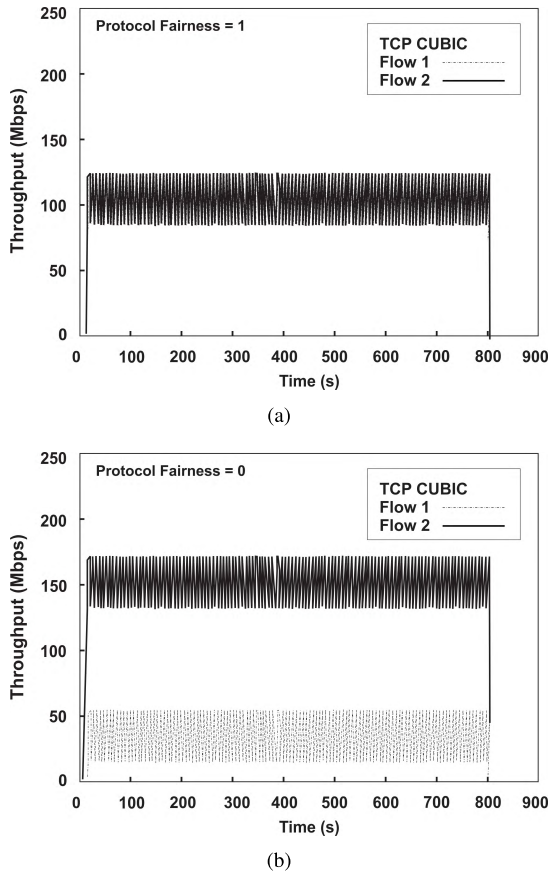 250
Protocol Fairness = 1
TCP CUBIC
Flow 1
Flow 2
200
150
100
50
0
Throughput (Mbps)
0 100 200 300 400 500 600 700 800 900
Time (s)
(a)
250
Protocol Fairness = 0
TCP CUBIC
Flow 1
Flow 2
200
150
100
50
0
Throughput (Mbps)
0 100 200 300 400 500 600 700 800 900
Time (s)
(b)